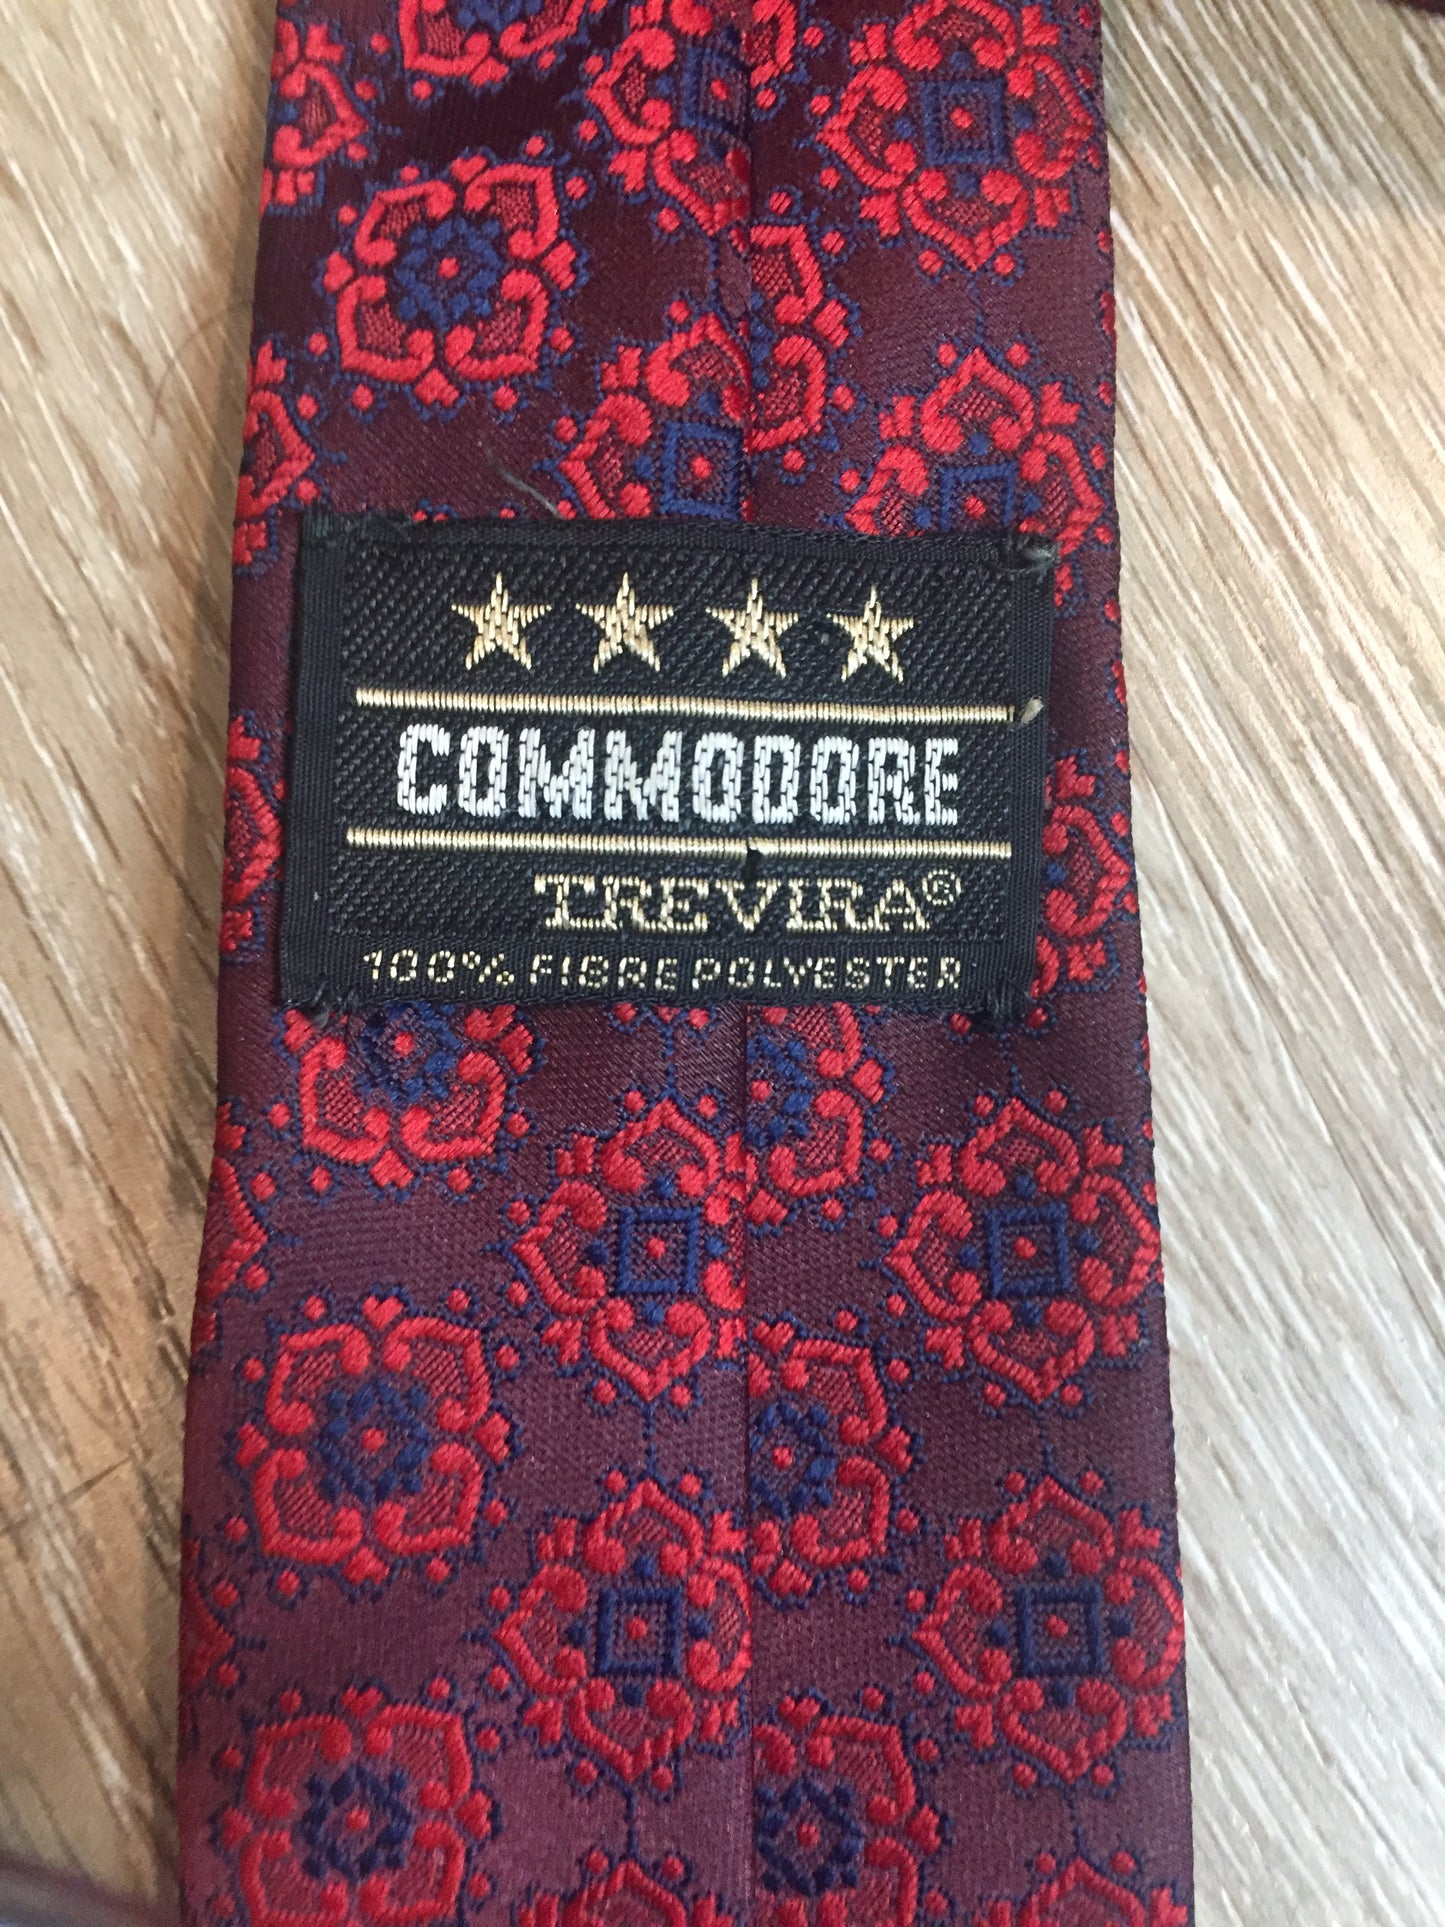 COMMODORE
TREVIRA®
100% FIBRE POLYESTER